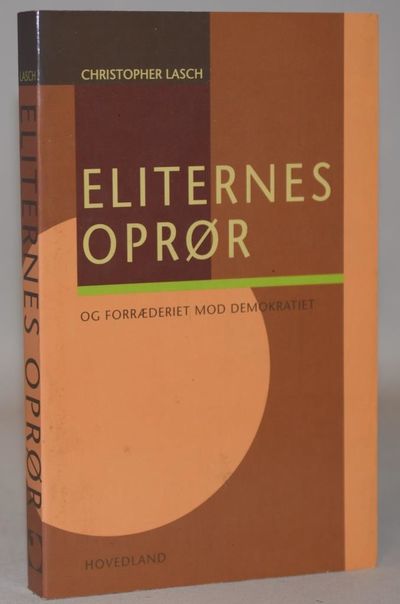 CHRISTOPHER LASCH
ELITERNES
OPRØR
OG FORRÆDERIET MOD DEMOKRATIET
HOVEDLAND
LASCH
ELITERNES OPRØR